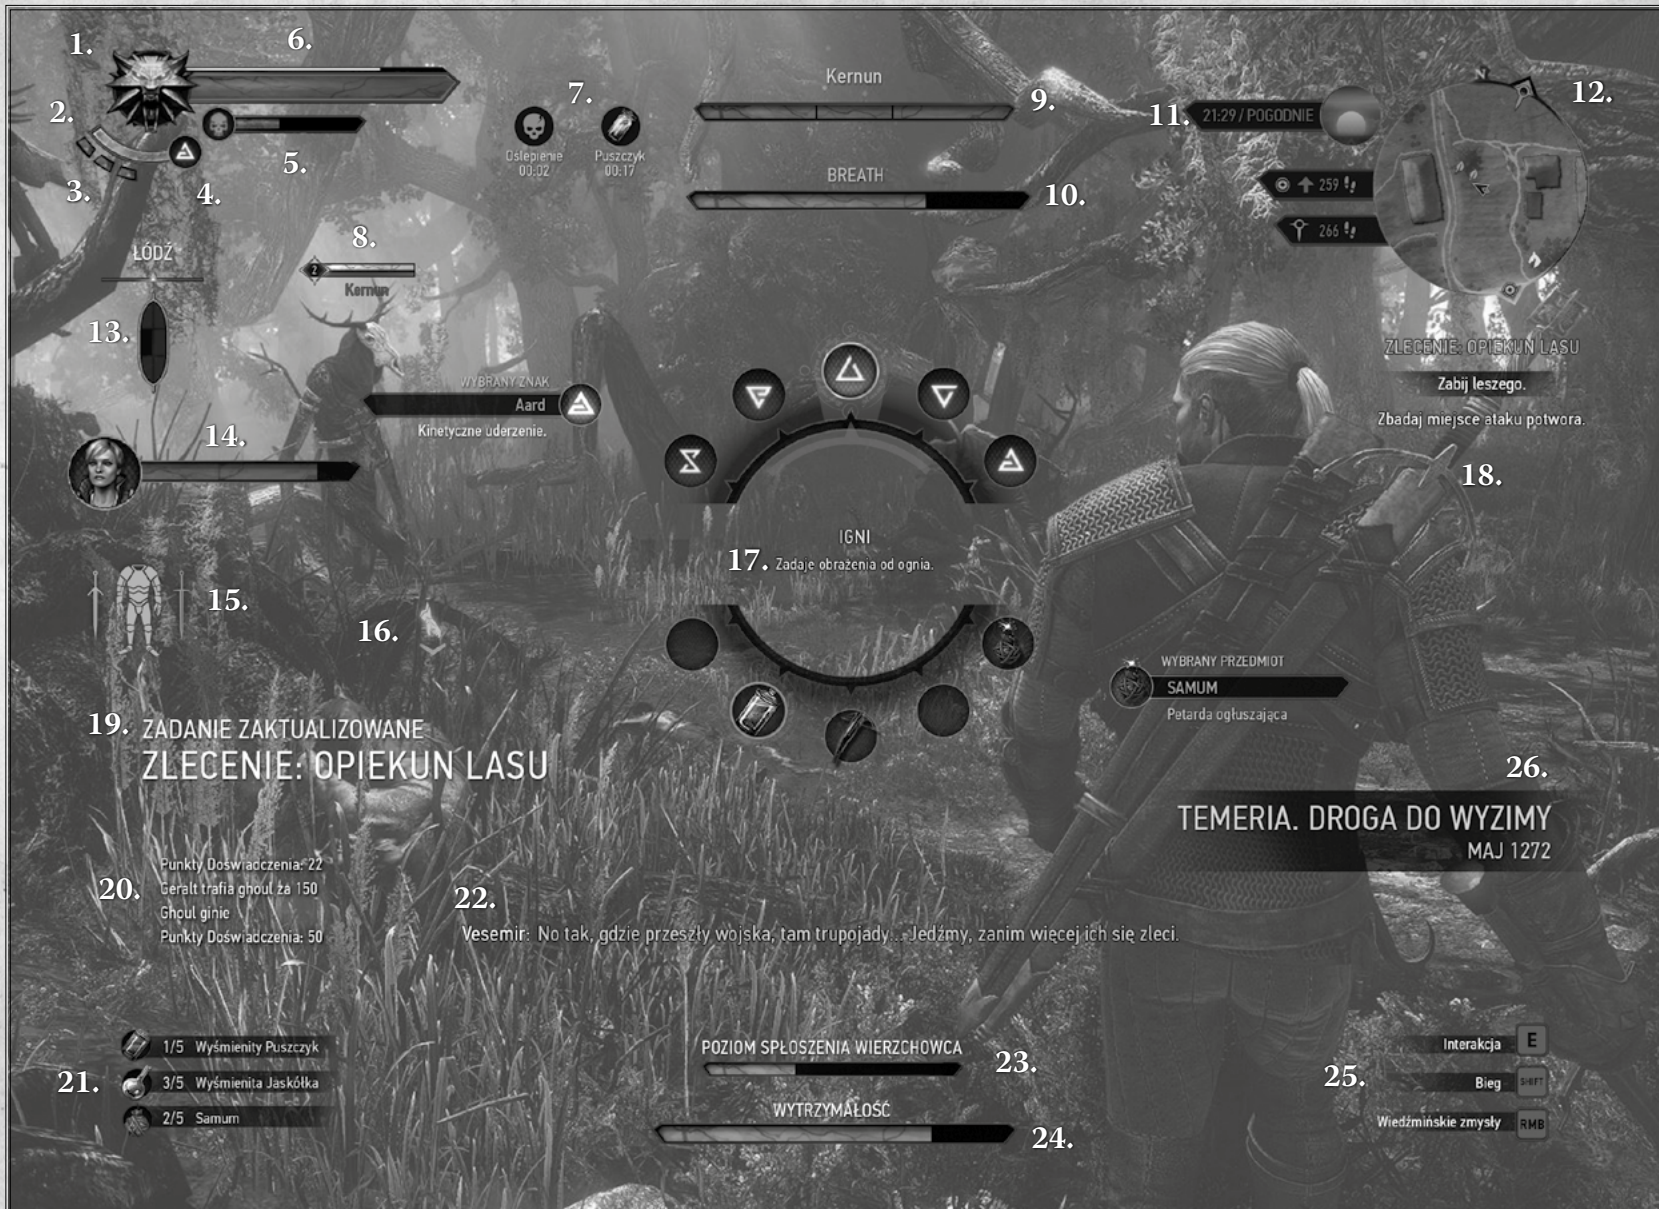 1.
6.
7.
Kernun
9.
12.
2.
11.
21:29 / POGODNIE
N
Oślepienie
00:02
Puszczyk
00:17
5.
BREATH
259
3.
4.
10.
266
8.
ŁÓDŹ
2
Kernun
13.
ZLECENIE: OPIEKUN LASU
Zabij leszego.
Zbadaj miejsce ataku potwora.
WYBRANY ZNAK
Aard
Kinetyczne uderzenie.
14.
18.
IGNI
17.
Zadaje obrażenia od ognia.
15.
16.
WYBRANY PRZEDMIOT
SAMUM
Petarda ogłuszająca
19.
ZADANIE ZAKTUALIZOWANE
ZLECENIE: OPIEKUN LASU
26.
TEMERIA. DROGA DO WYZIMY
MAJ 1272
20.
Punkty Doświadczenia: 22
Geralt trafia ghoul za 150
Ghoul ginie
Punkty Doświadczenia: 50
22.
Vesemir: No tak, gdzie przeszły wojska, tam trupojady... Jedźmy, zanim więcej ich się zleci.
21.
1/5 Wyśmienity Puszczyk
3/5 Wyśmienita Jaskółka
2/5 Samum
POZIOM SPŁOSZENIA WIERZCHOWCA
23.
WYTRZYMAŁOŚĆ
24.
25.
Interakcja E
Bieg SHIFT
Wiedźmińskie zmysły RMB